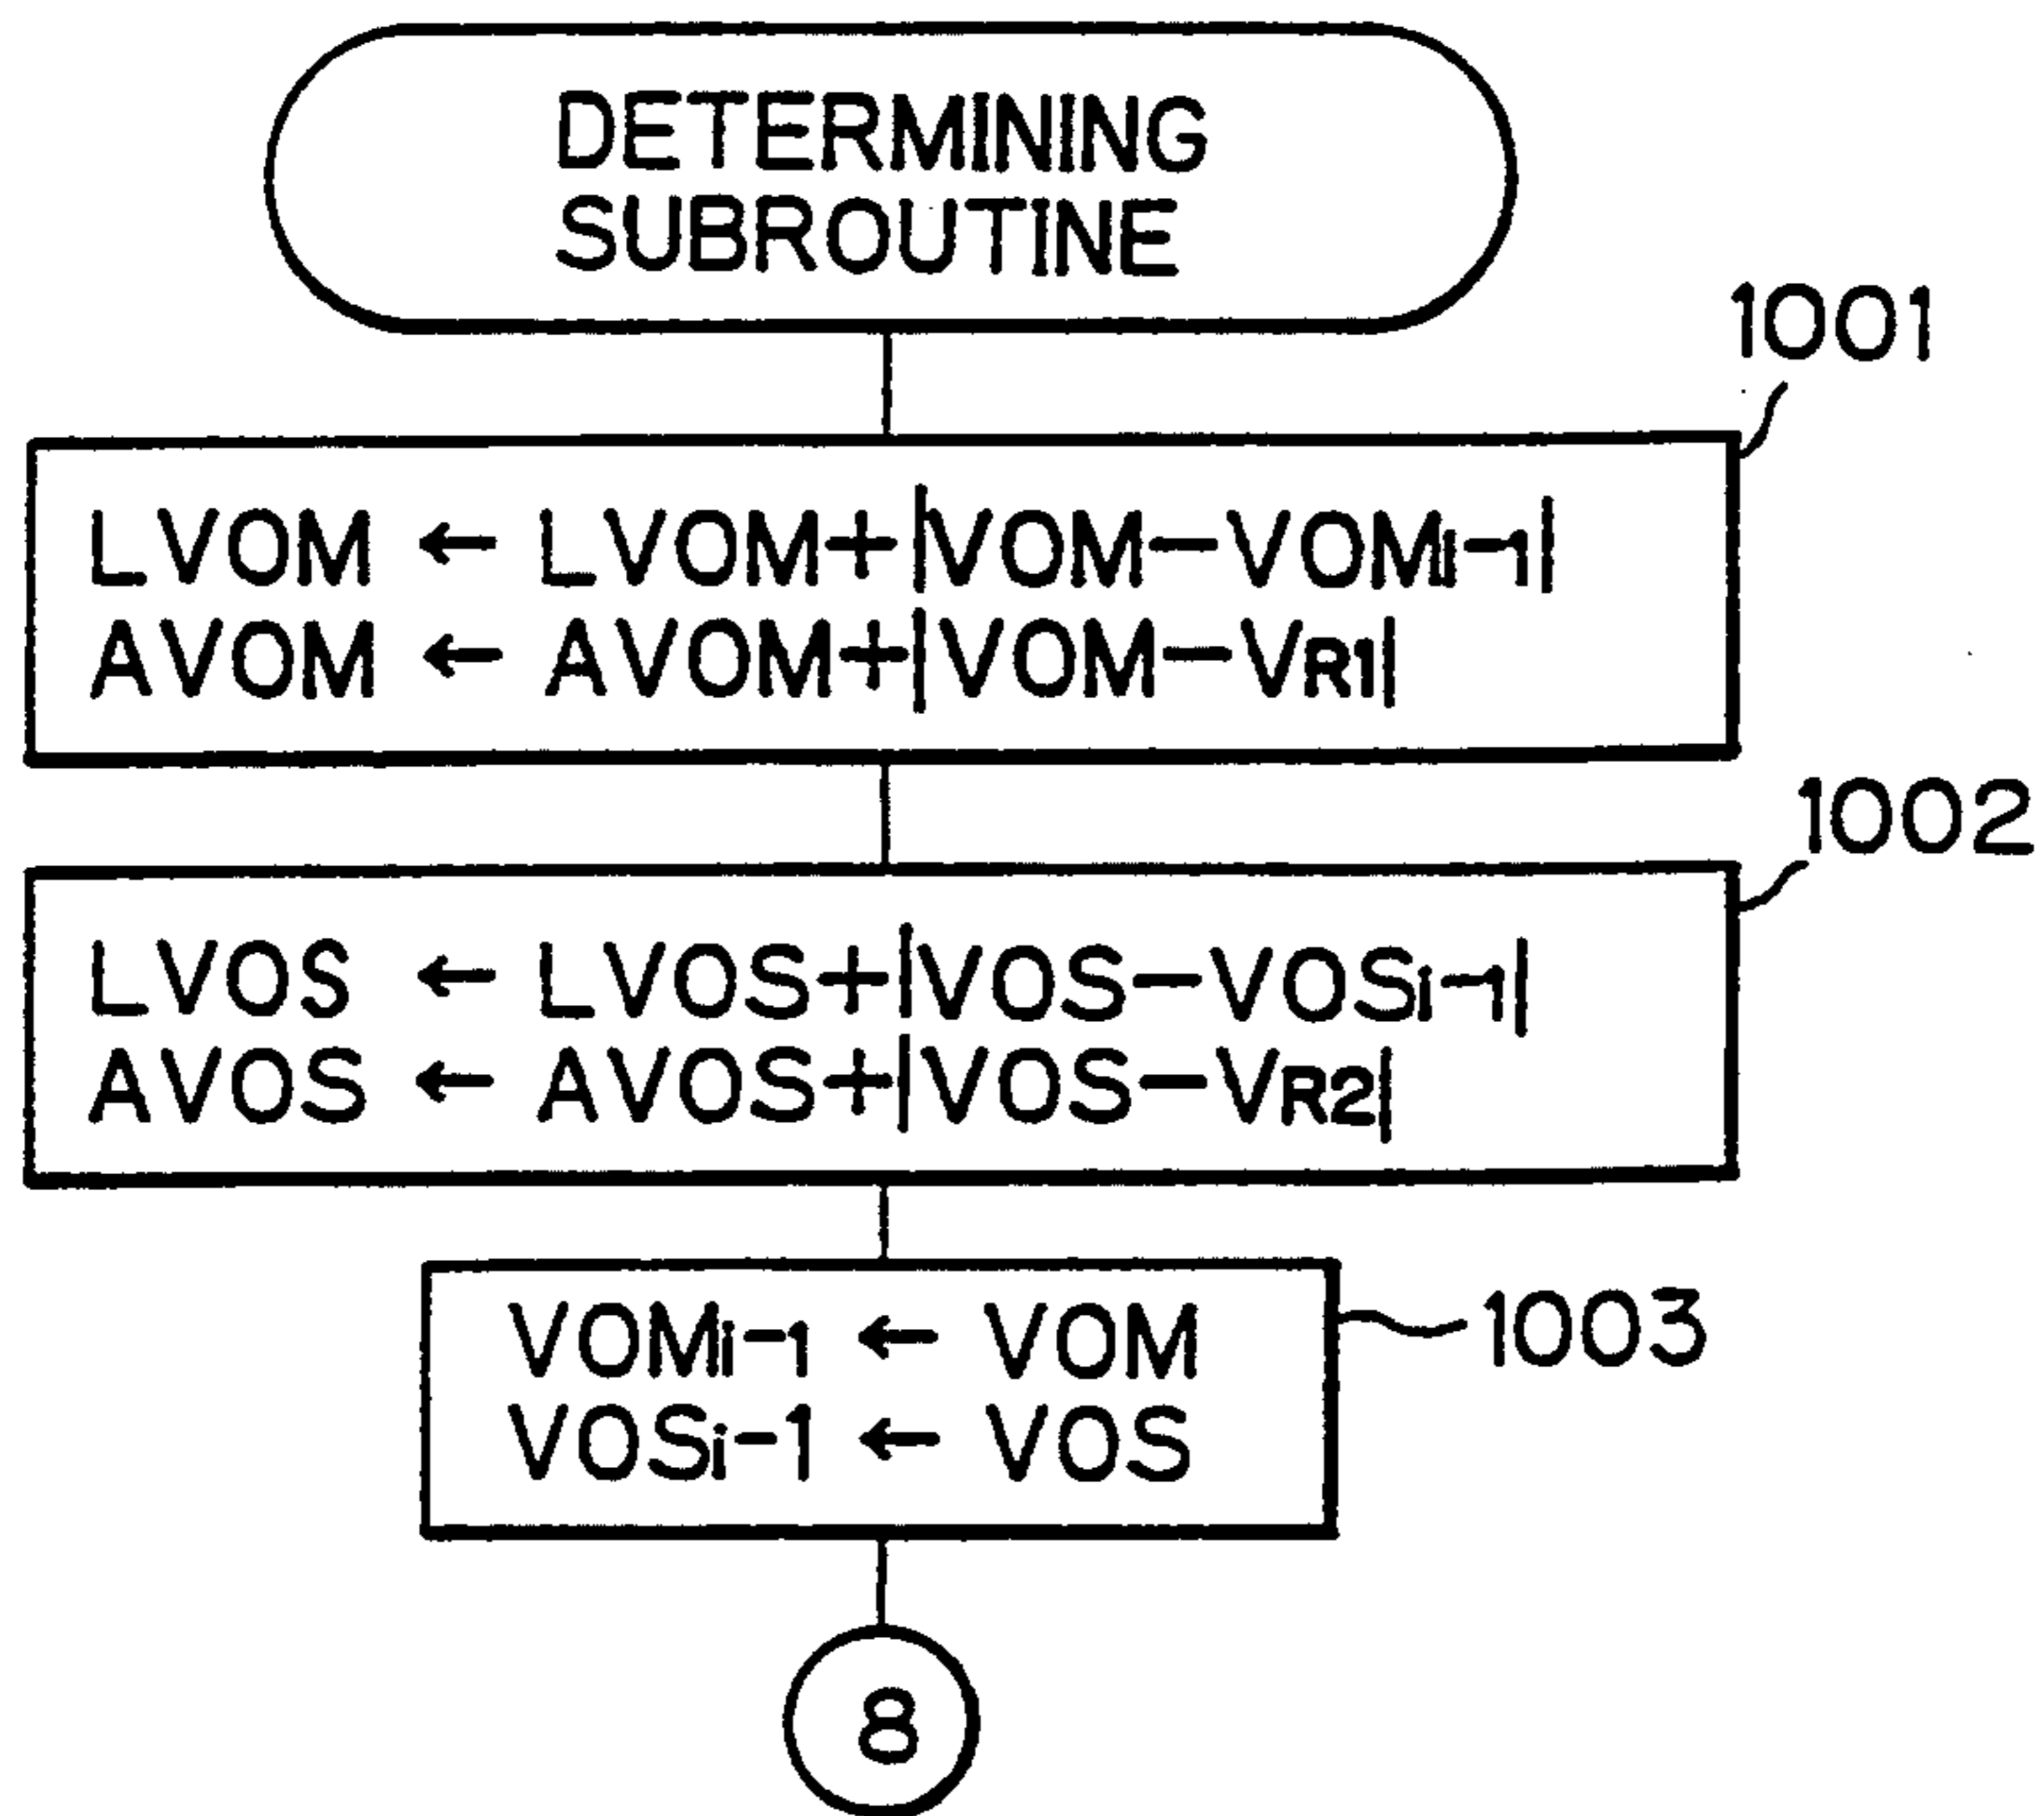 DETERMINING
SUBROUTINE
1001
LVOM ← LVOM+|VOM−VOMi−1|
AVOM ← AVOM+|VOM−VR1|
1002
LVOS ← LVOS+|VOS−VOSi−1|
AVOS ← AVOS+|VOS−VR2|
VOMi−1 ← VOM
1003
VOSi−1 ← VOS
8